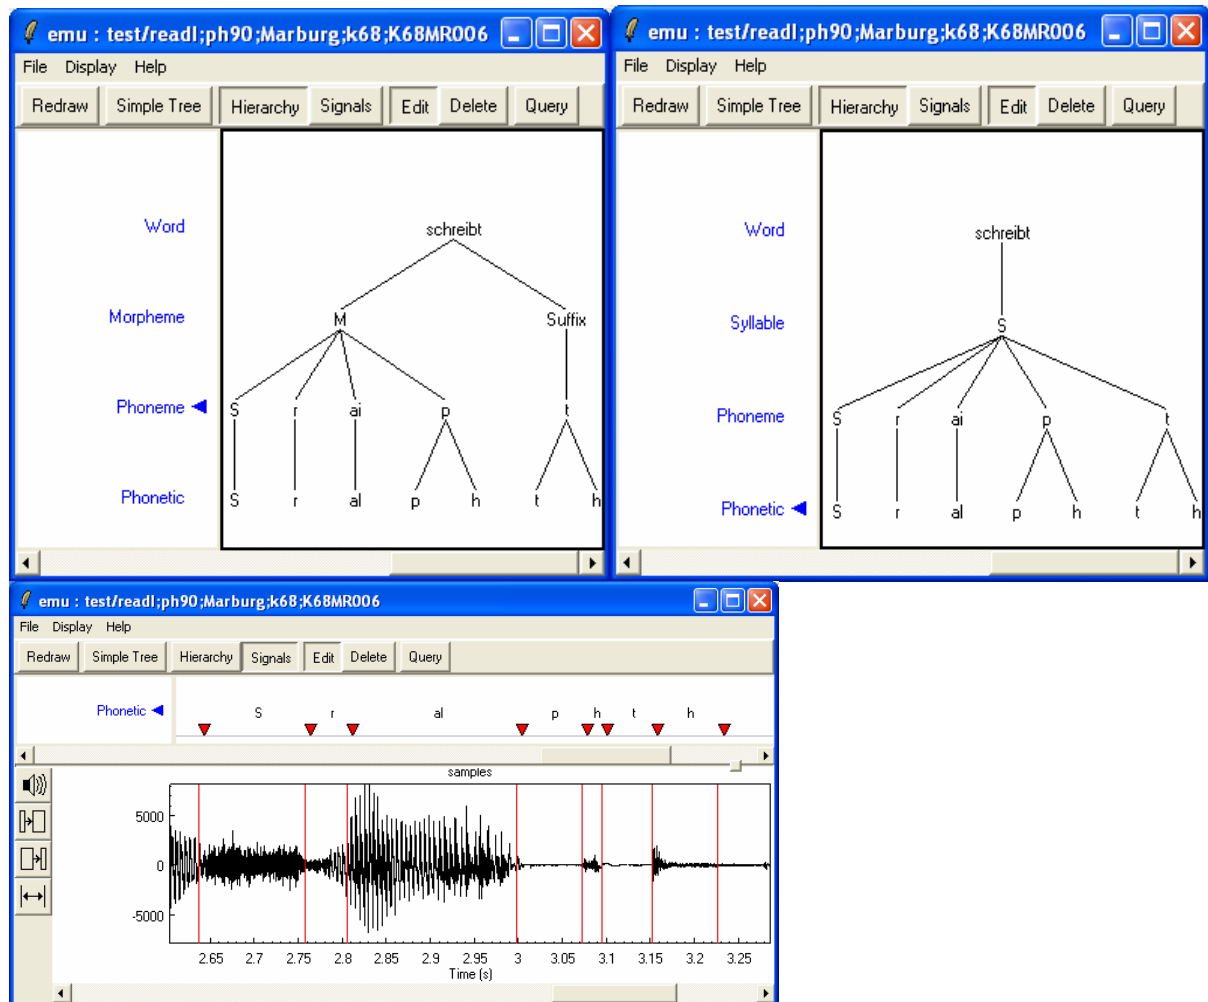 emu : test/readl;ph90;Marburg;k68;K68MR006
File Display Help
Redraw Simple Tree Hierarchy Signals Edit Delete Query
Word
schreibt
Morpheme
M Suffix
Phoneme
S r ai p t
Phonetic
S r al p h t h
emu : test/readl;ph90;Marburg;k68;K68MR006
File Display Help
Redraw Simple Tree Hierarchy Signals Edit Delete Query
Word
schreibt
Syllable
S
Phoneme
S r ai p t
Phonetic
S r al p h t h
emu : test/readl;ph90;Marburg;k68;K68MR006
File Display Help
Redraw Simple Tree Hierarchy Signals Edit Delete Query
Phonetic S r al p h t h
samples
5000
0
-5000
2.65 2.7 2.75 2.8 2.85 2.9 2.95 3 3.05 3.1 3.15 3.2 3.25
Time (s)